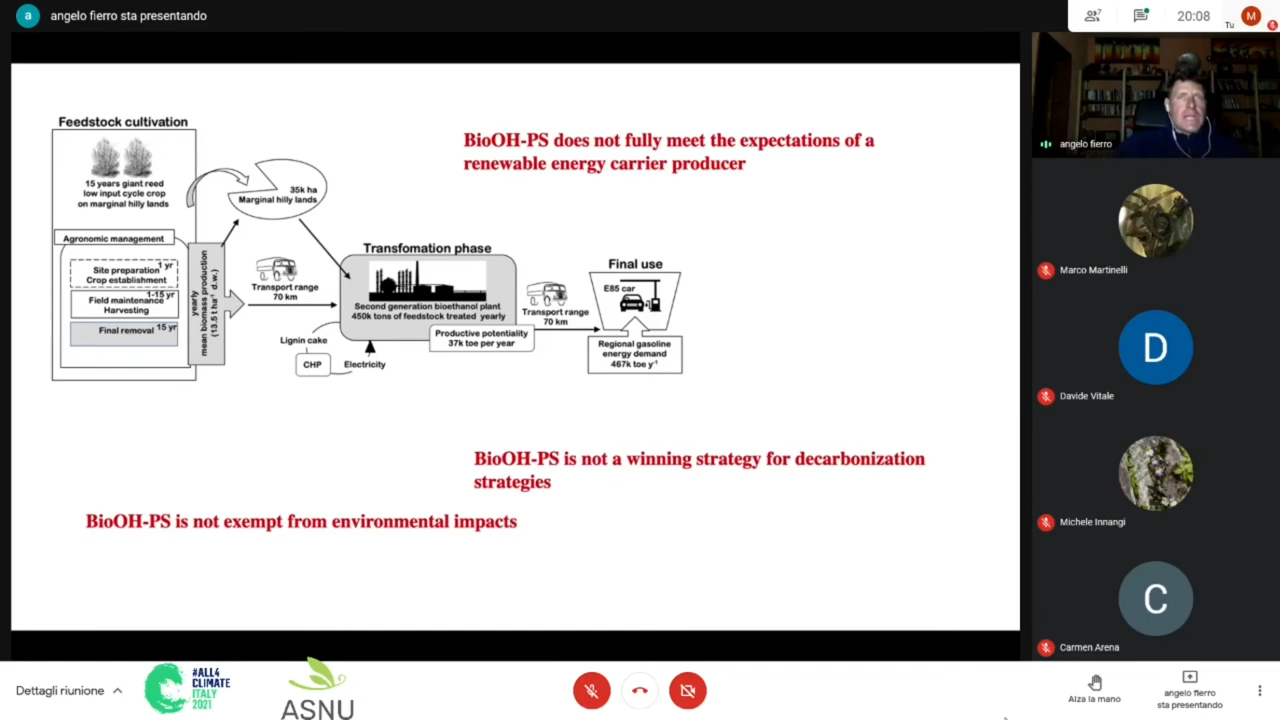 a
angelo fierro sta presentando
7
20:08
Tu
M
Feedstock cultivation
15 years giant reed
low input cycle crop
on marginal hilly lands
35k ha
Marginal hilly lands
Agronomic management
Site preparation 1 yr
Crop establishment
1-15 yr
Field maintenance
Harvesting
Final removal 15 yr
yearly
mean biomass production
(13.5 t ha⁻¹ d.w.)
Transport range
70 km
Transfomation phase
Second generation bioethanol plant
450k tons of feedstock treated yearly
Productive potentiality
37k toe per year
Lignin cake
CHP
Electricity
Transport range
70 km
Final use
E85 car
Regional gasoline
energy demand
467k toe y⁻¹
BioOH-PS does not fully meet the expectations of a
renewable energy carrier producer
BioOH-PS is not a winning strategy for decarbonization
strategies
BioOH-PS is not exempt from environmental impacts
angelo fierro
Marco Martinelli
D
Davide Vitale
Michele Innangi
C
Carmen Arena
Dettagli riunione
#ALL4
CLIMATE
ITALY
2021
ASNU
Alza la mano
angelo fierro
sta presentando